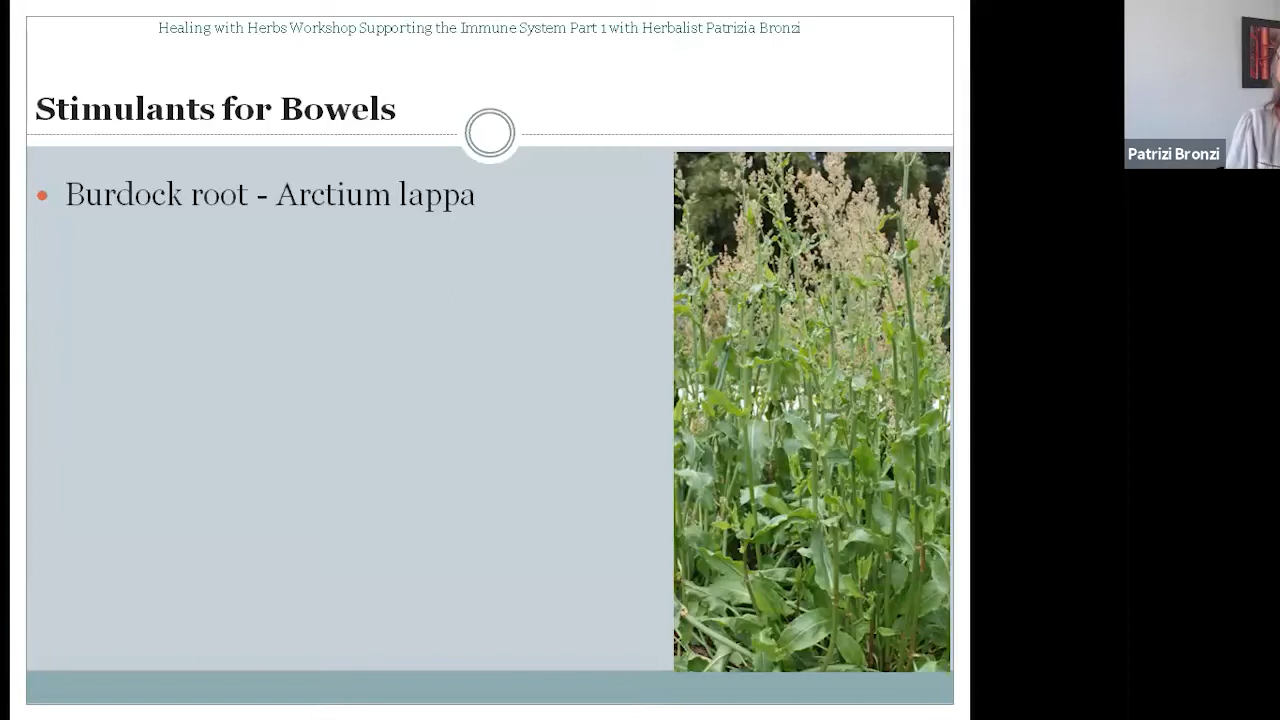 Healing with Herbs Workshop Supporting the Immune System Part 1 with Herbalist Patrizia Bronzi
Stimulants for Bowels
Burdock root - Arctium lappa
Patrizi Bronzi